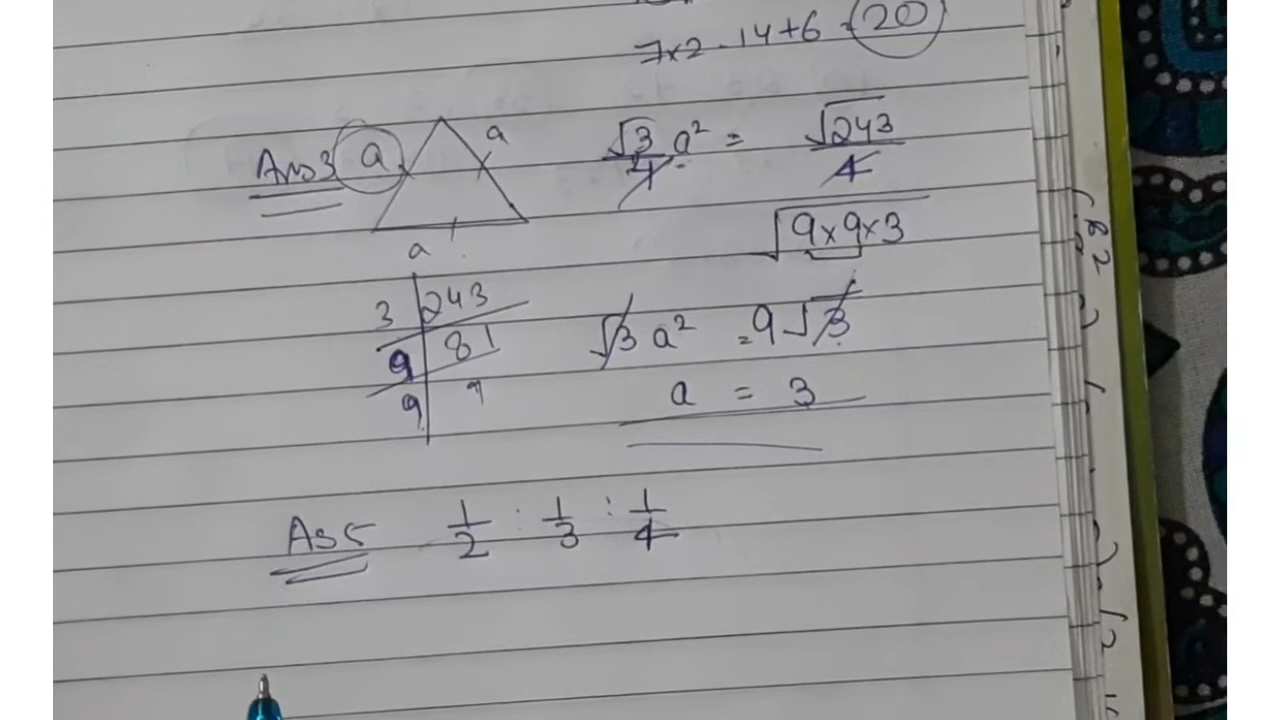 7×2 - 14+6 = 20
Ans3 a a √3/4 a² = √243/4
a
√9×9×3
3 | 243
9 | 81
9 | 9
√3 a² = 9√3
a = 3
As5 1/2 : 1/3 : 1/4